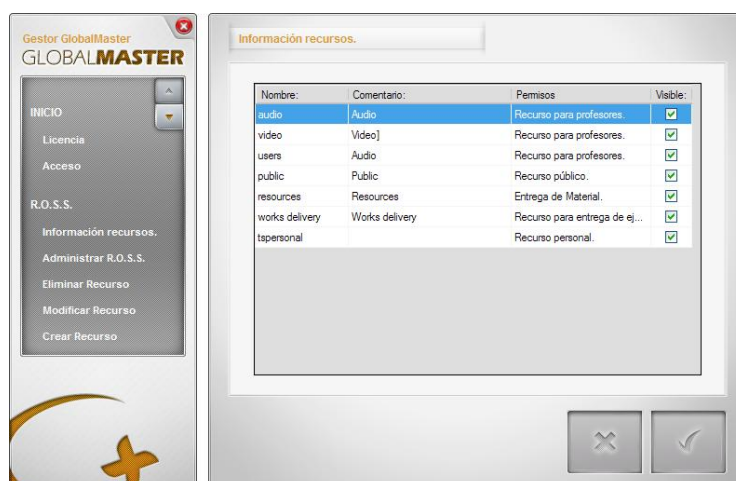 Gestor GlobalMaster
GLOBALMASTER
INICIO
Licencia
Acceso
R.O.S.S.
Información recursos.
Administrar R.O.S.S.
Eliminar Recurso
Modificar Recurso
Crear Recurso
Información recursos.
Nombre: Comentario: Permisos Visible:
audio Audio Recurso para profesores.
video Video] Recurso para profesores.
users Audio Recurso para profesores.
public Public Recurso público.
resources Resources Entrega de Material.
works delivery Works delivery Recurso para entrega de ej...
tspersonal Recurso personal.